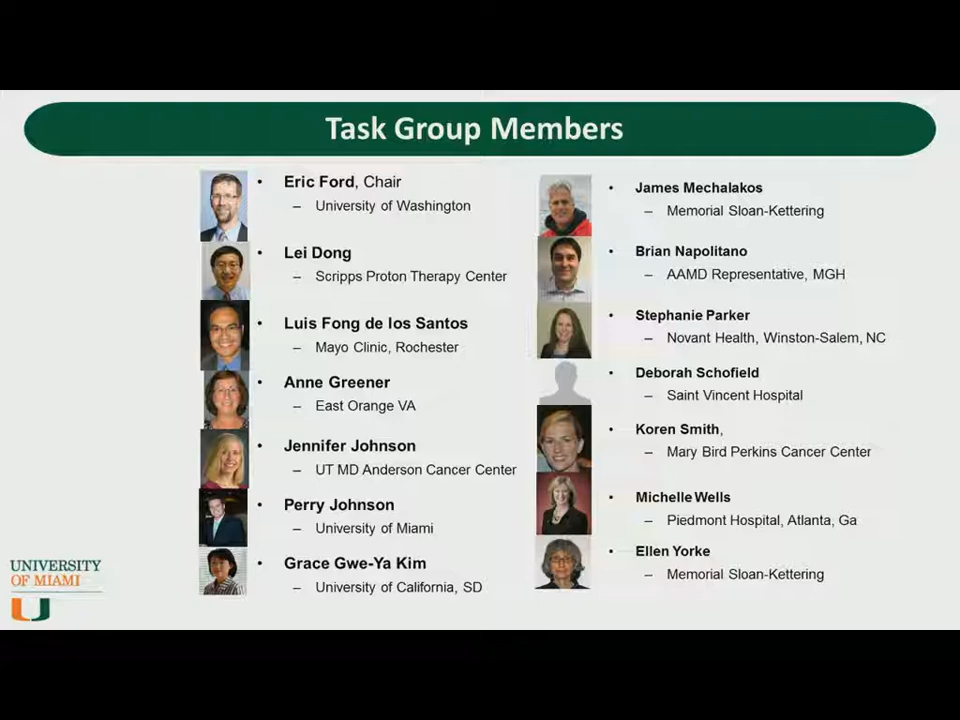 Task Group Members
• Eric Ford, Chair
– University of Washington
• Lei Dong
– Scripps Proton Therapy Center
• Luis Fong de los Santos
– Mayo Clinic, Rochester
• Anne Greener
– East Orange VA
• Jennifer Johnson
– UT MD Anderson Cancer Center
• Perry Johnson
– University of Miami
• Grace Gwe-Ya Kim
– University of California, SD
• James Mechalakos
– Memorial Sloan-Kettering
• Brian Napolitano
– AAMD Representative, MGH
• Stephanie Parker
– Novant Health, Winston-Salem, NC
• Deborah Schofield
– Saint Vincent Hospital
• Koren Smith,
– Mary Bird Perkins Cancer Center
• Michelle Wells
– Piedmont Hospital, Atlanta, Ga
• Ellen Yorke
– Memorial Sloan-Kettering
UNIVERSITY
OF MIAMI